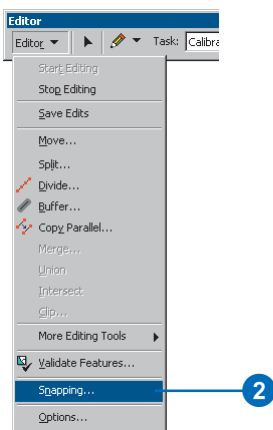 Editor
Editor Task: Calibra
Start Editing
Stop Editing
Save Edits
Move...
Split...
Divide...
Buffer...
Copy Parallel...
Merge...
Union
Intersect
Clip...
More Editing Tools
Validate Features...
Snapping... 2
Options...